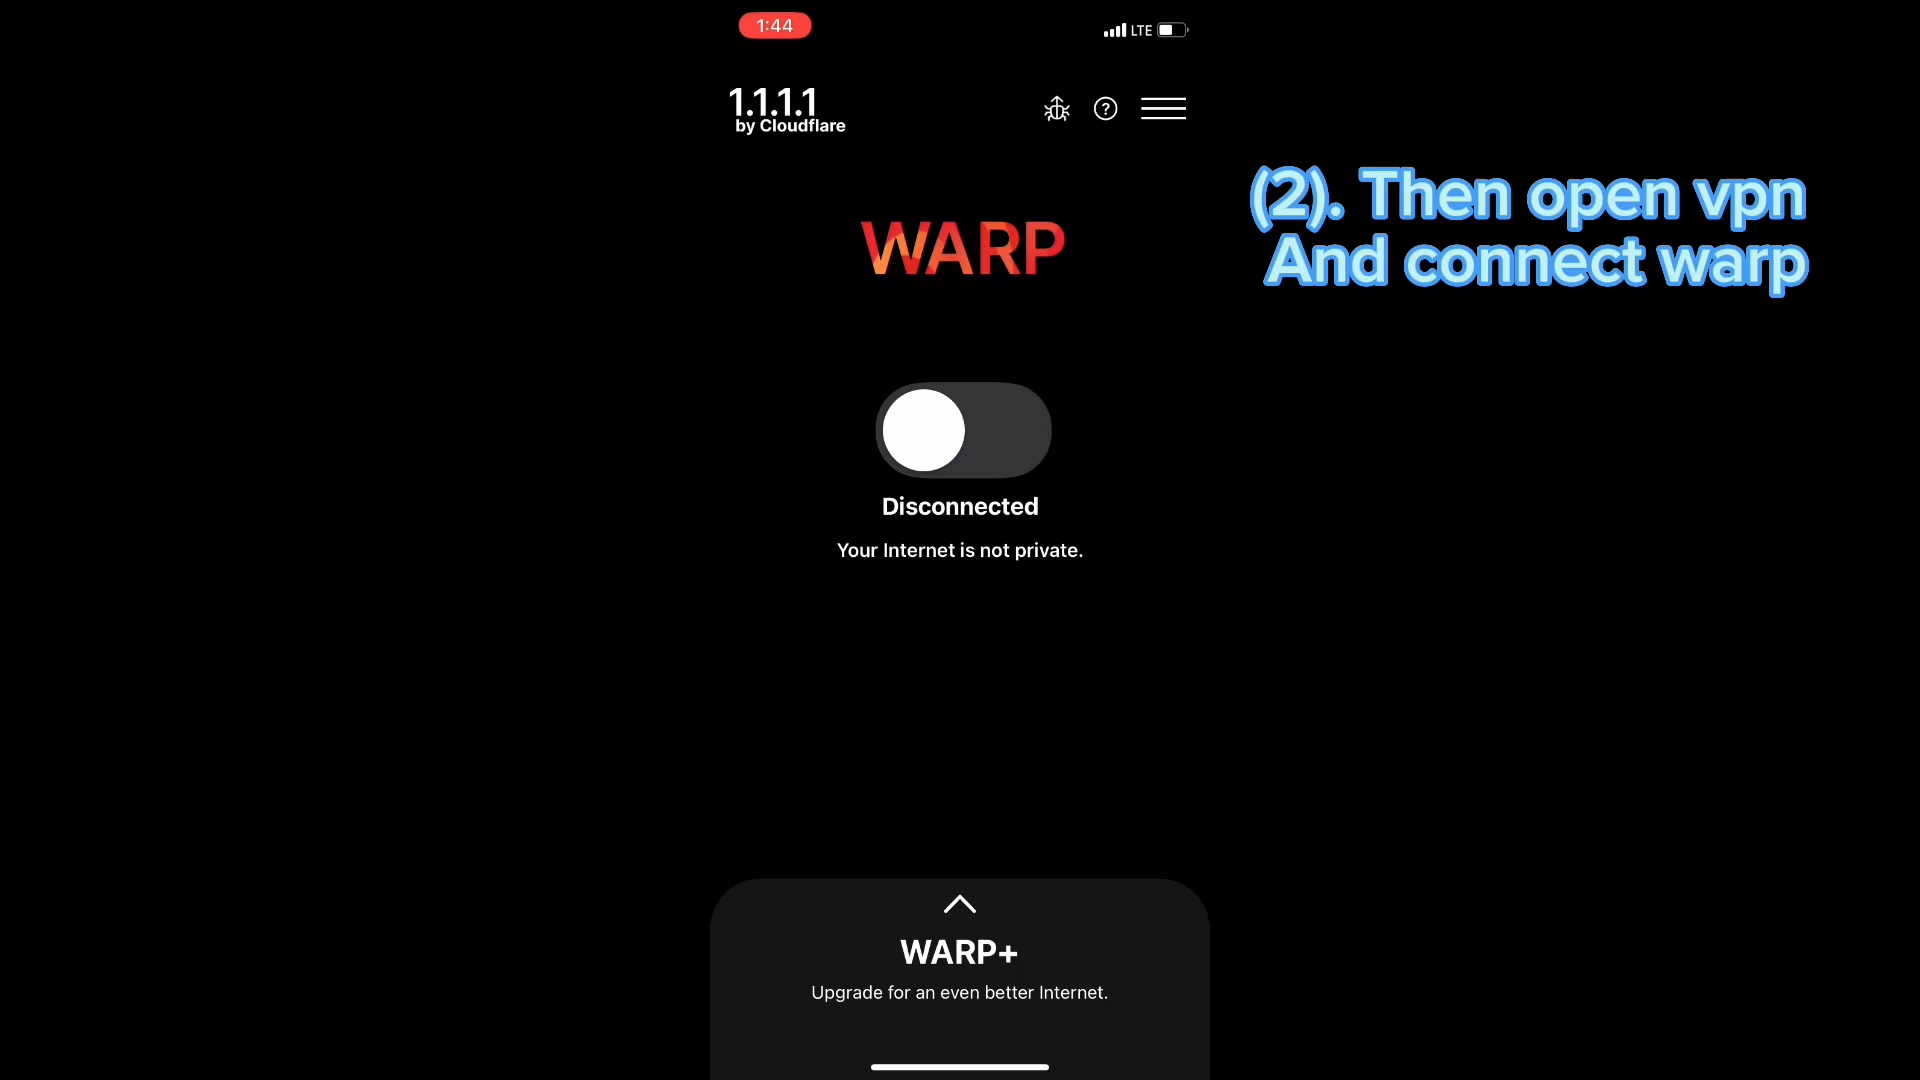 1:44
LTE
1.1.1.1
by Cloudflare
WARP
(2). Then open vpn
And connect warp
Disconnected
Your Internet is not private.
WARP+
Upgrade for an even better Internet.